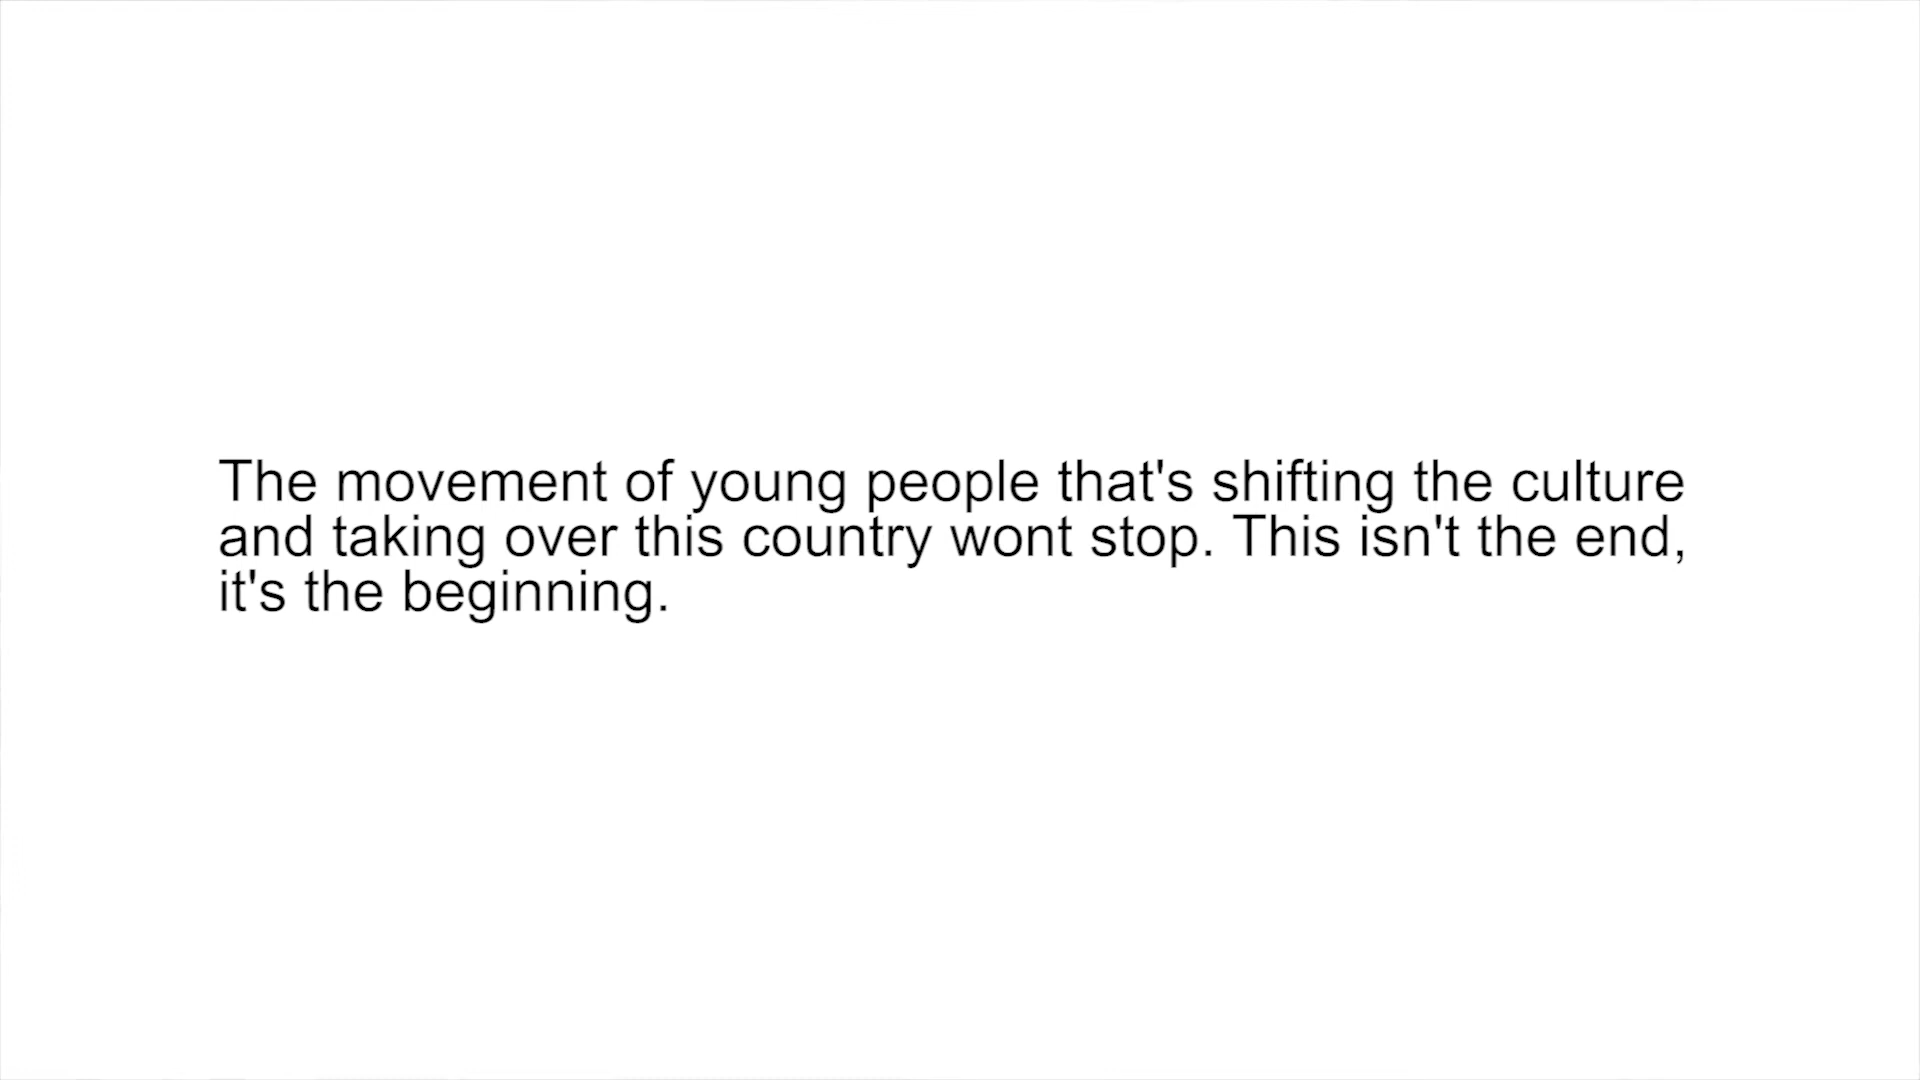 The movement of young people that's shifting the culture
and taking over this country wont stop. This isn't the end,
it's the beginning.